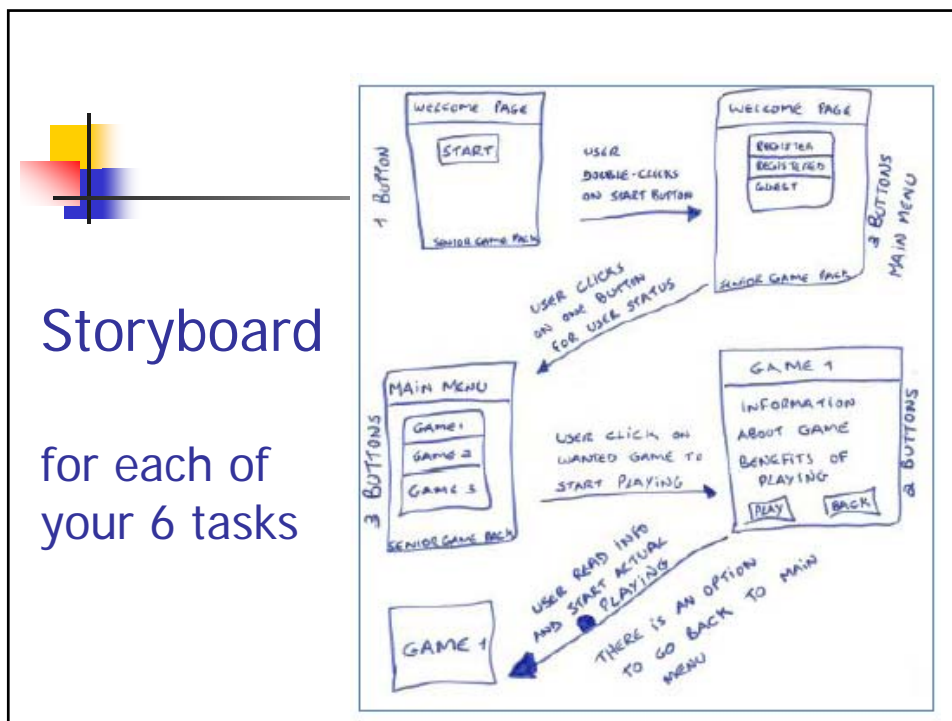 Storyboard
for each of
your 6 tasks
WELCOME PAGE
START
SENIOR GAME PACK
1 BUTTON
USER
DOUBLE-CLICKS
ON START BUTTON
WELCOME PAGE
REGISTER
REGISTERED
GUEST
SENIOR GAME PACK
3 BUTTONS
MAIN MENU
USER CLICKS
ON ONE BUTTON
FOR USER STATUS
MAIN MENU
GAME 1
GAME 2
GAME 3
SENIOR GAME PACK
3 BUTTONS
USER CLICK ON
WANTED GAME TO
START PLAYING
GAME 1
INFORMATION
ABOUT GAME
BENEFITS OF
PLAYING
PLAY
BACK
2 BUTTONS
USER READ INFO
AND START ACTUAL
PLAYING
THERE IS AN OPTION
TO GO BACK TO MAIN
MENU
GAME 1